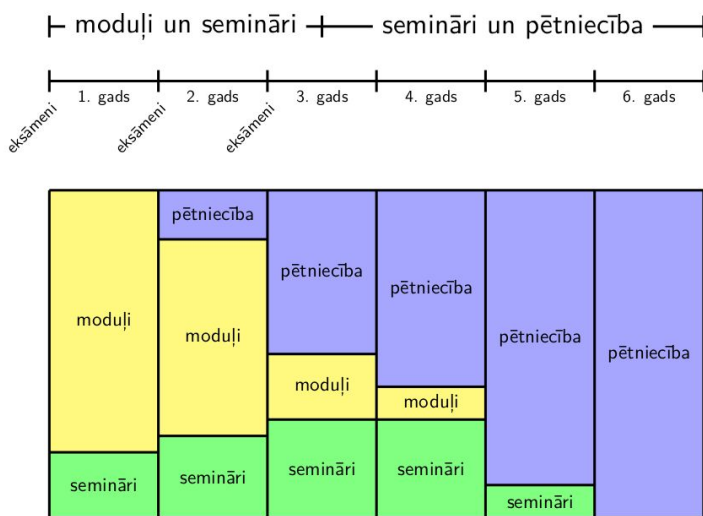 moduļi un semināri
semināri un pētniecība
1. gads
2. gads
3. gads
4. gads
5. gads
6. gads
eksāmeni
eksāmeni
eksāmeni
moduļi
semināri
pētniecība
moduļi
semināri
pētniecība
moduļi
semināri
pētniecība
moduļi
semināri
pētniecība
semināri
pētniecība